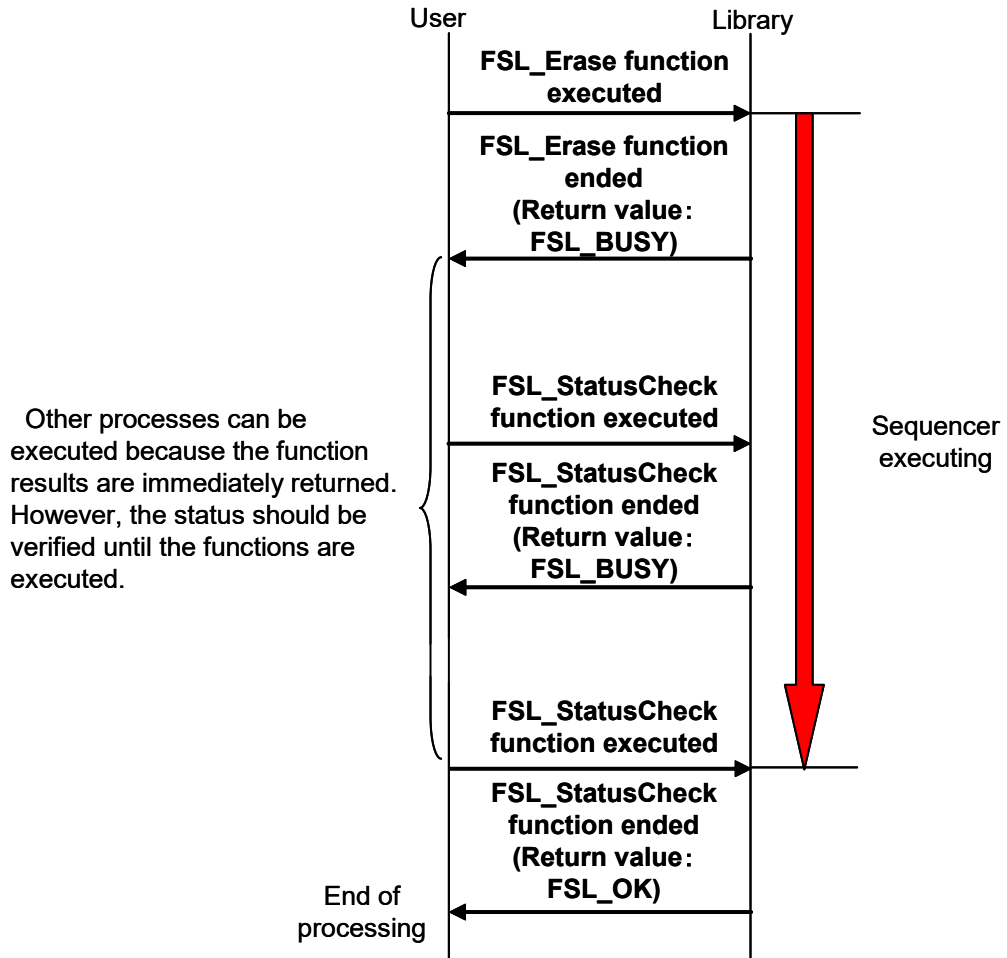 User
Library
FSL_Erase function
executed
FSL_Erase function
ended
(Return value:
FSL_BUSY)
FSL_StatusCheck
function executed
Other processes can be
executed because the function
results are immediately returned.
However, the status should be
verified until the functions are
executed.
Sequencer
executing
FSL_StatusCheck
function ended
(Return value:
FSL_BUSY)
FSL_StatusCheck
function executed
FSL_StatusCheck
function ended
(Return value:
FSL_OK)
End of
processing